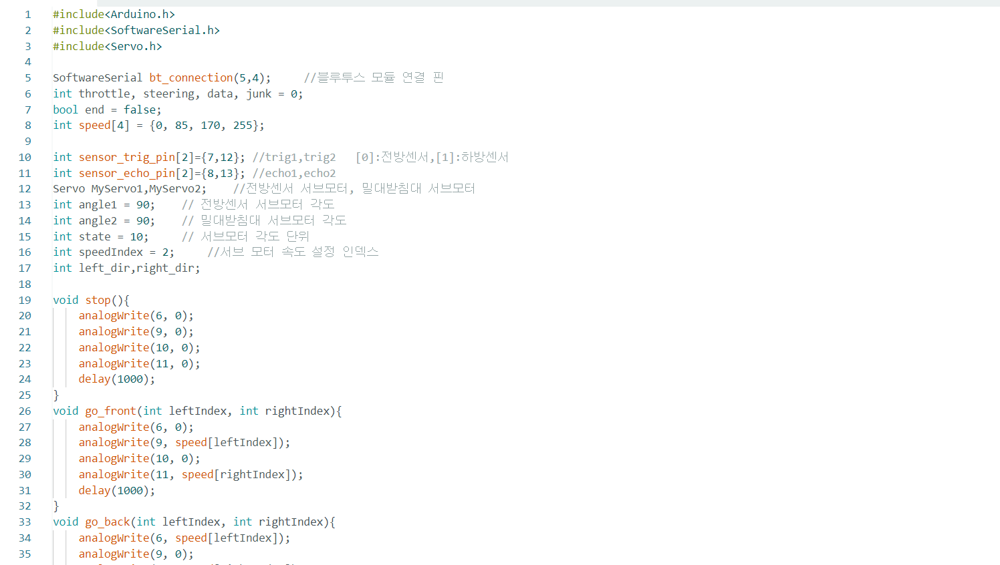 1 #include<Arduino.h>
2 #include<SoftwareSerial.h>
3 #include<Servo.h>
4
5 SoftwareSerial bt_connection(5,4);     //블루투스 모듈 연결 핀
6 int throttle, steering, data, junk = 0;
7 bool end = false;
8 int speed[4] = {0, 85, 170, 255};
9
10 int sensor_trig_pin[2]={7,12}; //trig1,trig2   [0]:전방센서,[1]:하방센서
11 int sensor_echo_pin[2]={8,13}; //echo1,echo2
12 Servo MyServo1,MyServo2;    //전방센서 서브모터, 밀대받침대 서브모터
13 int angle1 = 90;    // 전방센서 서브모터 각도
14 int angle2 = 90;    // 밀대받침대 서브모터 각도
15 int state = 10;     // 서브모터 각도 단위
16 int speedIndex = 2;     //서브 모터 속도 설정 인덱스
17 int left_dir,right_dir;
18
19 void stop(){
20     analogWrite(6, 0);
21     analogWrite(9, 0);
22     analogWrite(10, 0);
23     analogWrite(11, 0);
24     delay(1000);
25 }
26 void go_front(int leftIndex, int rightIndex){
27     analogWrite(6, 0);
28     analogWrite(9, speed[leftIndex]);
29     analogWrite(10, 0);
30     analogWrite(11, speed[rightIndex]);
31     delay(1000);
32 }
33 void go_back(int leftIndex, int rightIndex){
34     analogWrite(6, speed[leftIndex]);
35     analogWrite(9, 0);